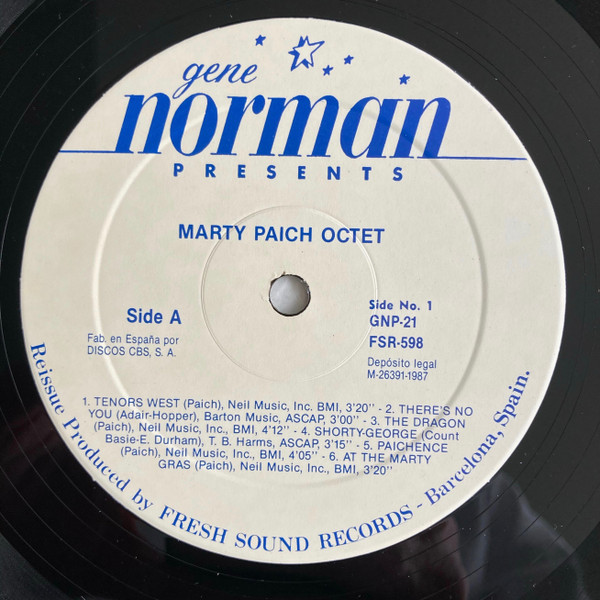 gene
norman
PRESENTS
MARTY PAICH OCTET
Side A
Fab. en España por
DISCOS CBS, S. A.
Side No. 1
GNP-21
FSR-598
Depósito legal
M-26391-1987
1. TENORS WEST (Paich), Neil Music, Inc. BMI, 3'20'' - 2. THERE'S NO
YOU (Adair-Hopper), Barton Music, ASCAP, 3'00'' - 3. THE DRAGON
(Paich), Neil Music, Inc. BMI, 4'12'' - 4. SHORTY-GEORGE (Count
Basie-E. Durham), T. B. Harms, ASCAP, 3'15'' - 5. PAICHENCE
(Paich), Neil Music, Inc., BMI, 4'05'' - 6. AT THE MARTY
GRAS (Paich), Neil Music, Inc., BMI, 3'20''
Reissue Produced by FRESH SOUND RECORDS - Barcelona, Spain.